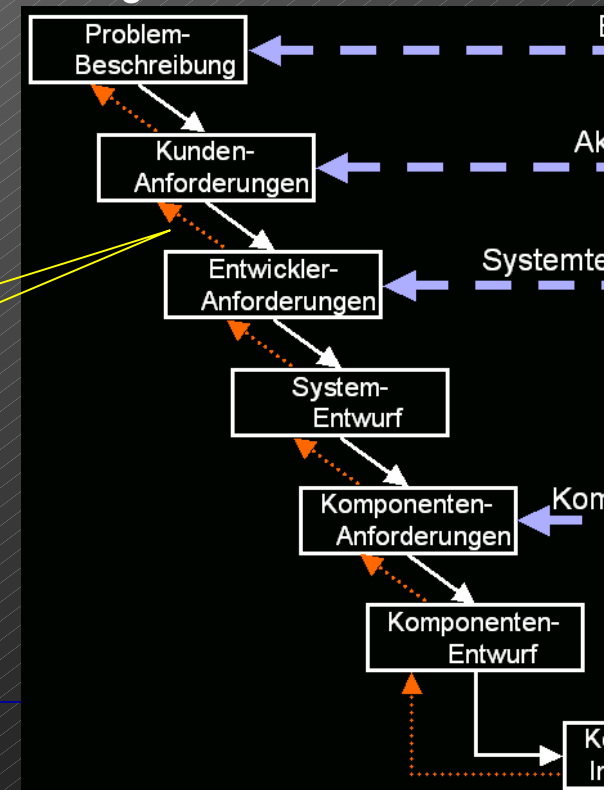 Problem-
Beschreibung
Kunden-
Anforderungen
Entwickler-
Anforderungen
System-
Entwurf
Komponenten-
Anforderungen
Komponenten-
Entwurf